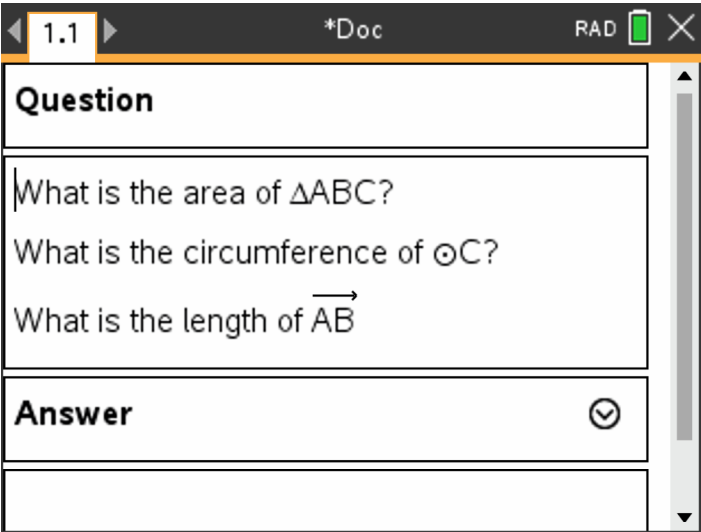 1.1 *Doc RAD
Question
What is the area of ∆ABC?
What is the circumference of ⊙C?
What is the length of A⃗B⃗
Answer